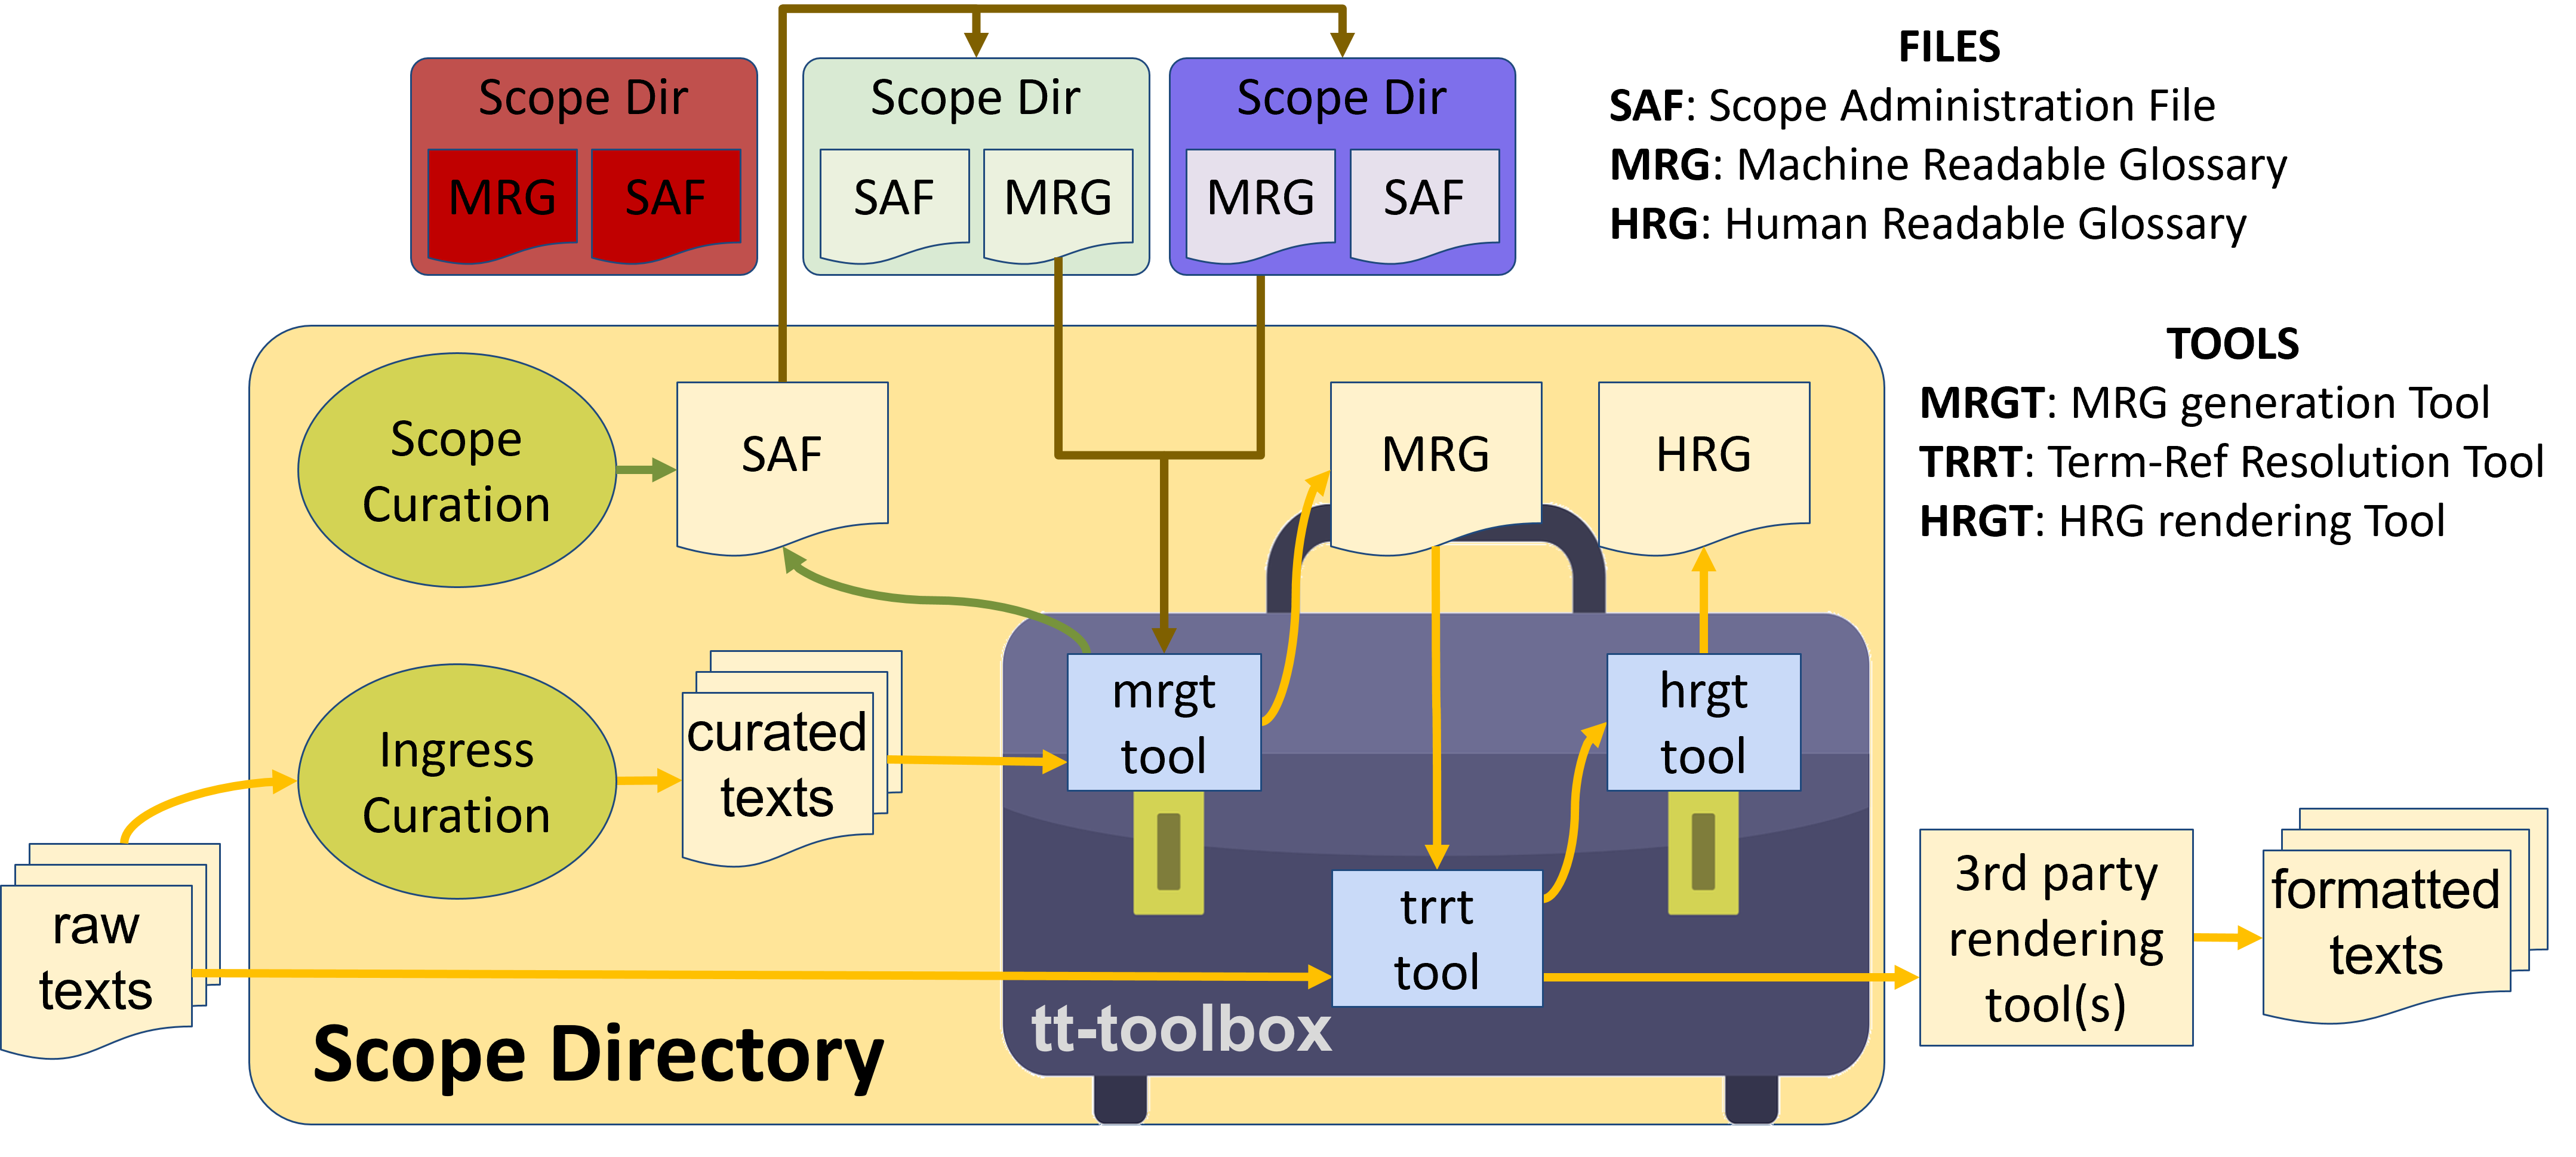 Scope Dir
MRG
SAF
Scope Dir
SAF
MRG
Scope Dir
MRG
SAF
FILES
SAF: Scope Administration File
MRG: Machine Readable Glossary
HRG: Human Readable Glossary
TOOLS
MRGT: MRG generation Tool
TRRT: Term-Ref Resolution Tool
HRGT: HRG rendering Tool
Scope
Curation
SAF
MRG
HRG
Ingress
Curation
curated
texts
mrgt
tool
hrgt
tool
raw
texts
trrt
tool
3rd party
rendering
tool(s)
formatted
texts
tt-toolbox
Scope Directory